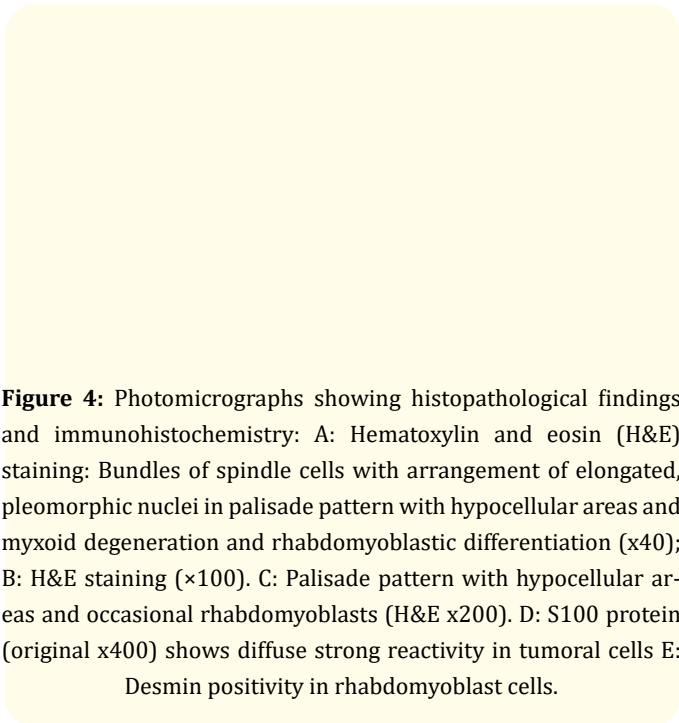 Figure 4: Photomicrographs showing histopathological findings
and immunohistochemistry: A: Hematoxylin and eosin (H&E)
staining: Bundles of spindle cells with arrangement of elongated,
pleomorphic nuclei in palisade pattern with hypocellular areas and
myxoid degeneration and rhabdomyoblastic differentiation (x40);
B: H&E staining (×100). C: Palisade pattern with hypocellular ar-
eas and occasional rhabdomyoblasts (H&E x200). D: S100 protein
(original x400) shows diffuse strong reactivity in tumoral cells E:
Desmin positivity in rhabdomyoblast cells.